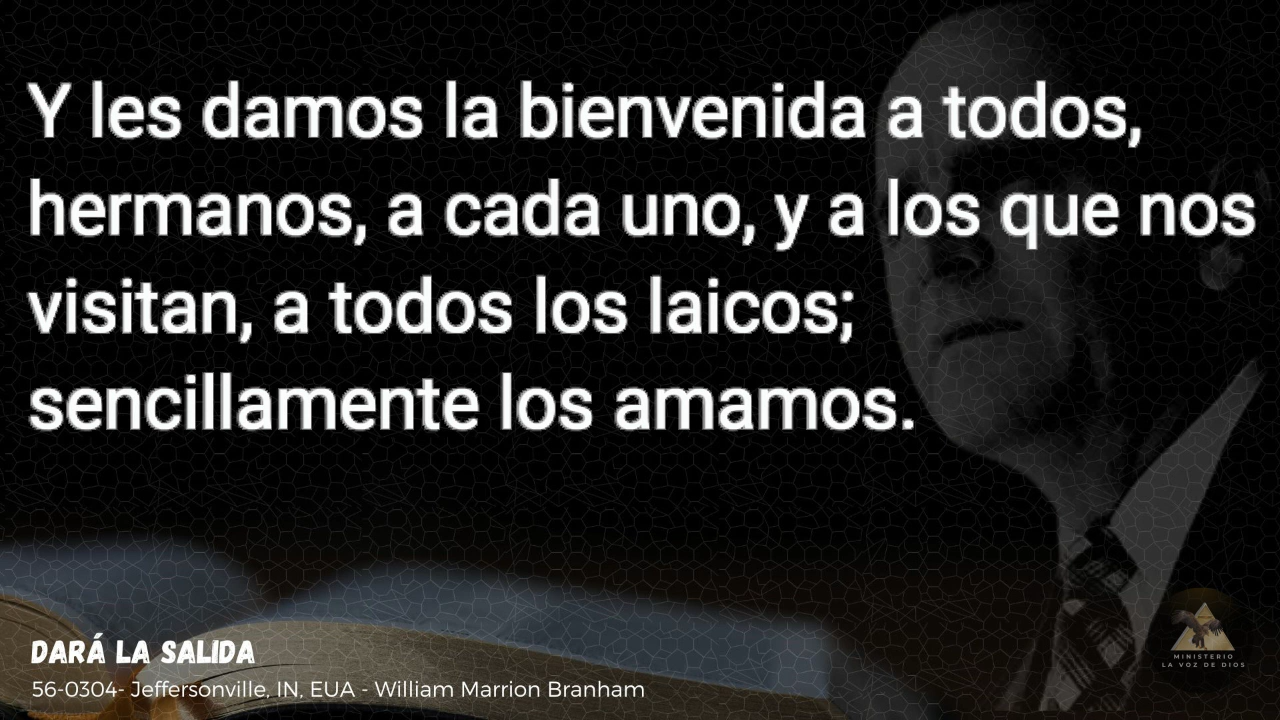 Y les damos la bienvenida a todos,
hermanos, a cada uno, y a los que nos
visitan, a todos los laicos;
sencillamente los amamos.
DARÁ LA SALIDA
56-0304- Jeffersonville, IN, EUA - William Marrion Branham
MINISTERIO
LA VOZ DE DIOS